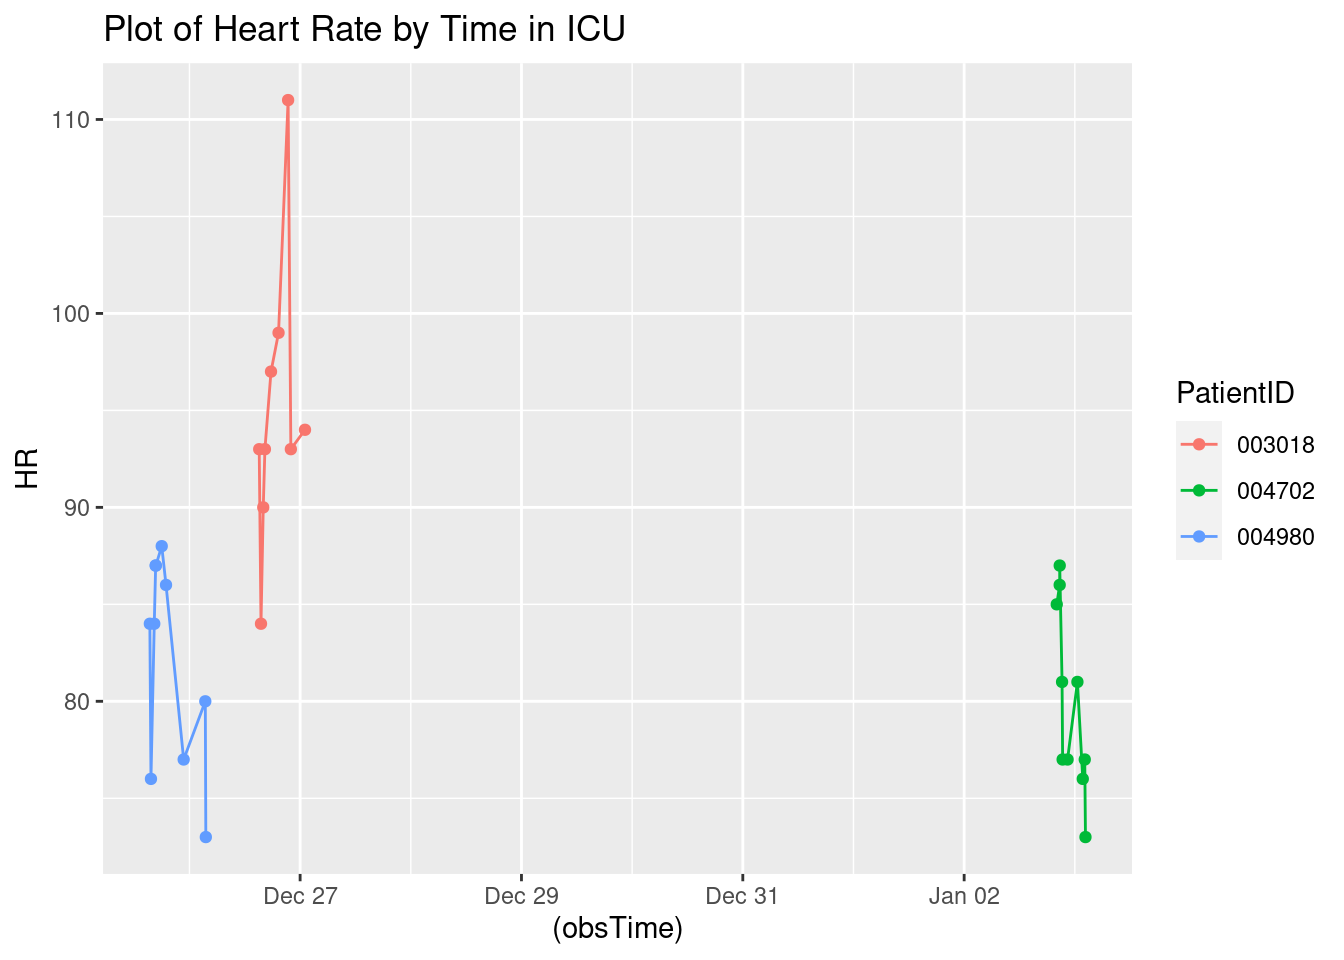 Plot of Heart Rate by Time in ICU
110
100
90
80
HR
Dec 27
Dec 29
Dec 31
Jan 02
(obsTime)
PatientID
003018
004702
004980